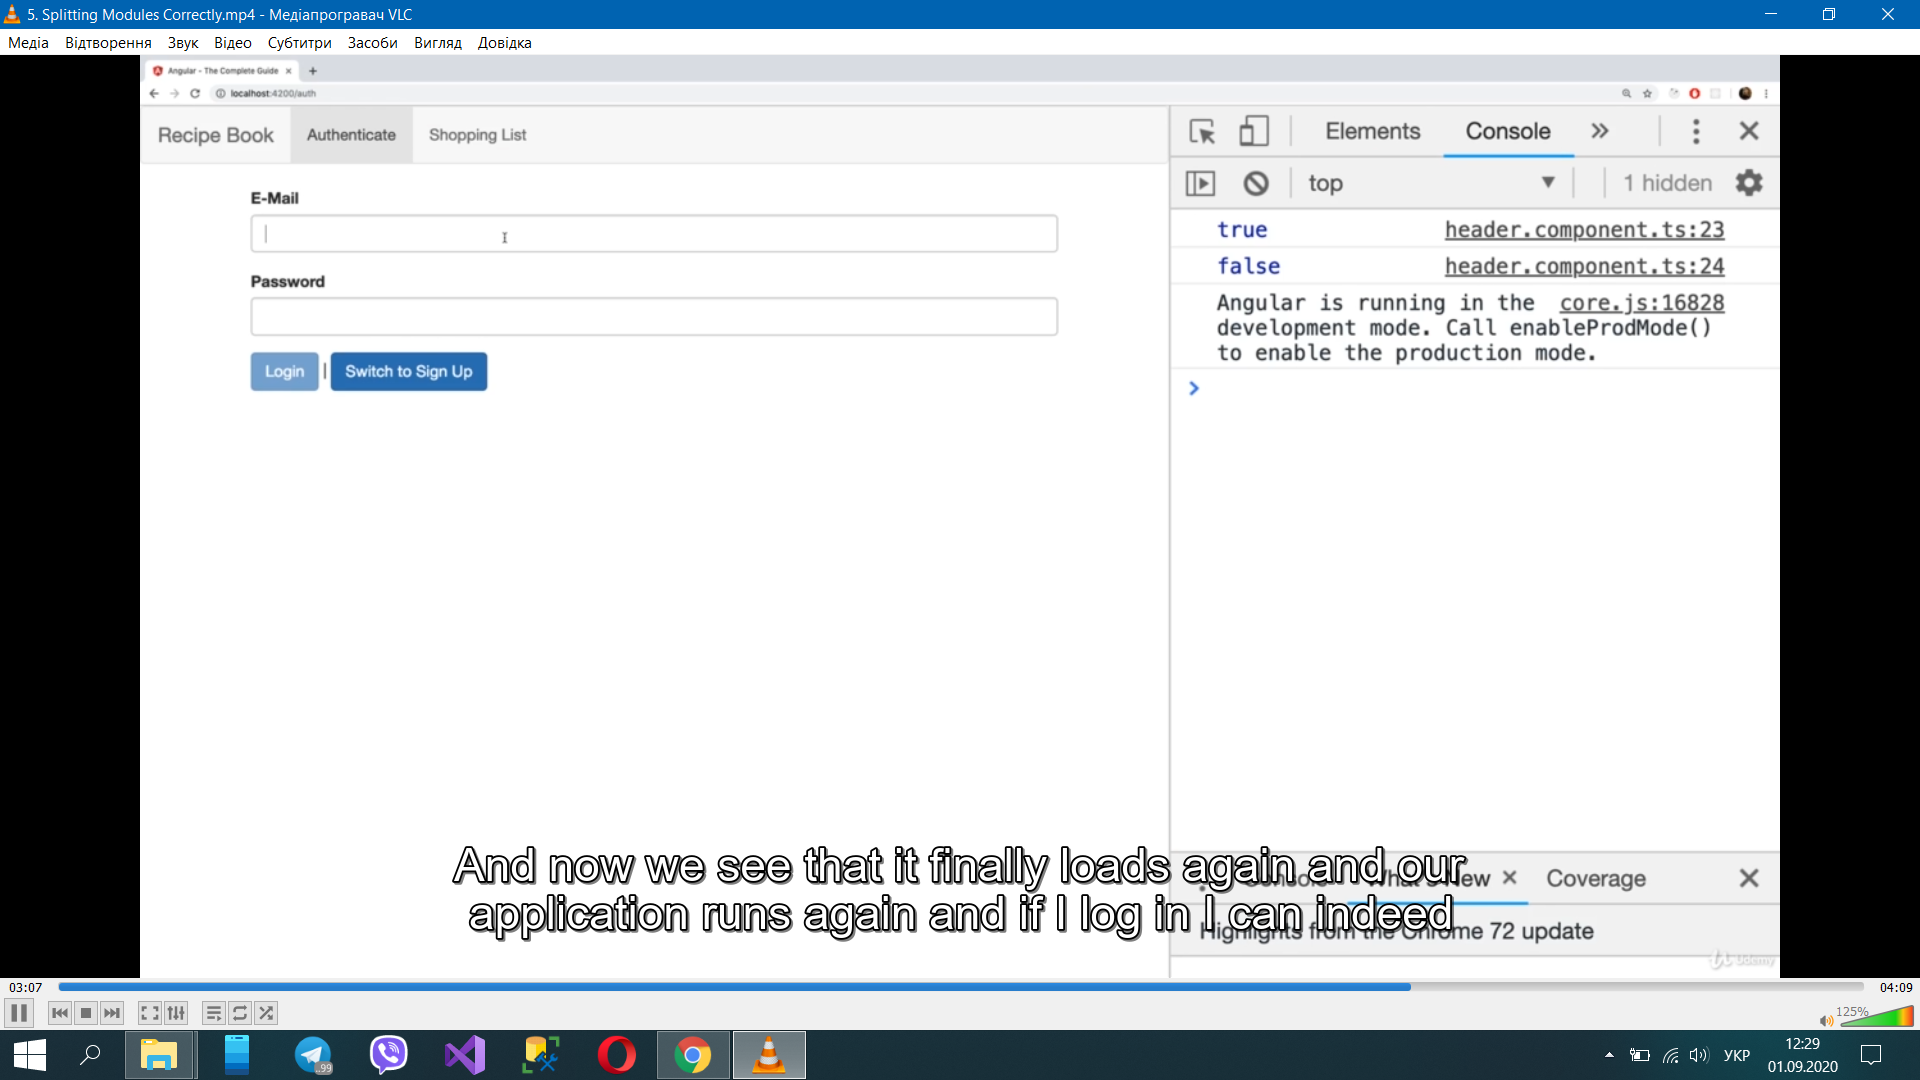 5. Splitting Modules Correctly.mp4 - Медіапрогравач VLC
Медіа Відтворення Звук Відео Субтитри Засоби Вигляд Довідка
Angular - The Complete Guide
localhost:4200/auth
Recipe Book Authenticate Shopping List
Elements Console
top 1 hidden
E-Mail
Password
Login | Switch to Sign Up
true header.component.ts:23
false header.component.ts:24
Angular is running in the core.js:16828
development mode. Call enableProdMode()
to enable the production mode.
Console What's New Coverage
Highlights from the Chrome 72 update
And now we see that it finally loads again and our
application runs again and if I log in I can indeed
Udemy
03:07 04:09
125%
..99
УКР
12:29
01.09.2020